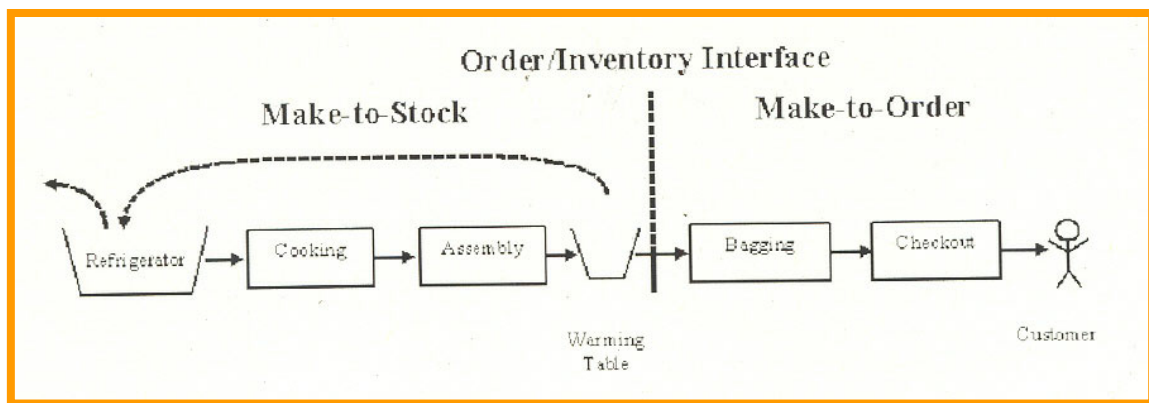 Order/Inventory Interface
Make-to-Stock
Make-to-Order
Refrigerator
Cooking
Assembly
Bagging
Checkout
Warming
Table
Customer